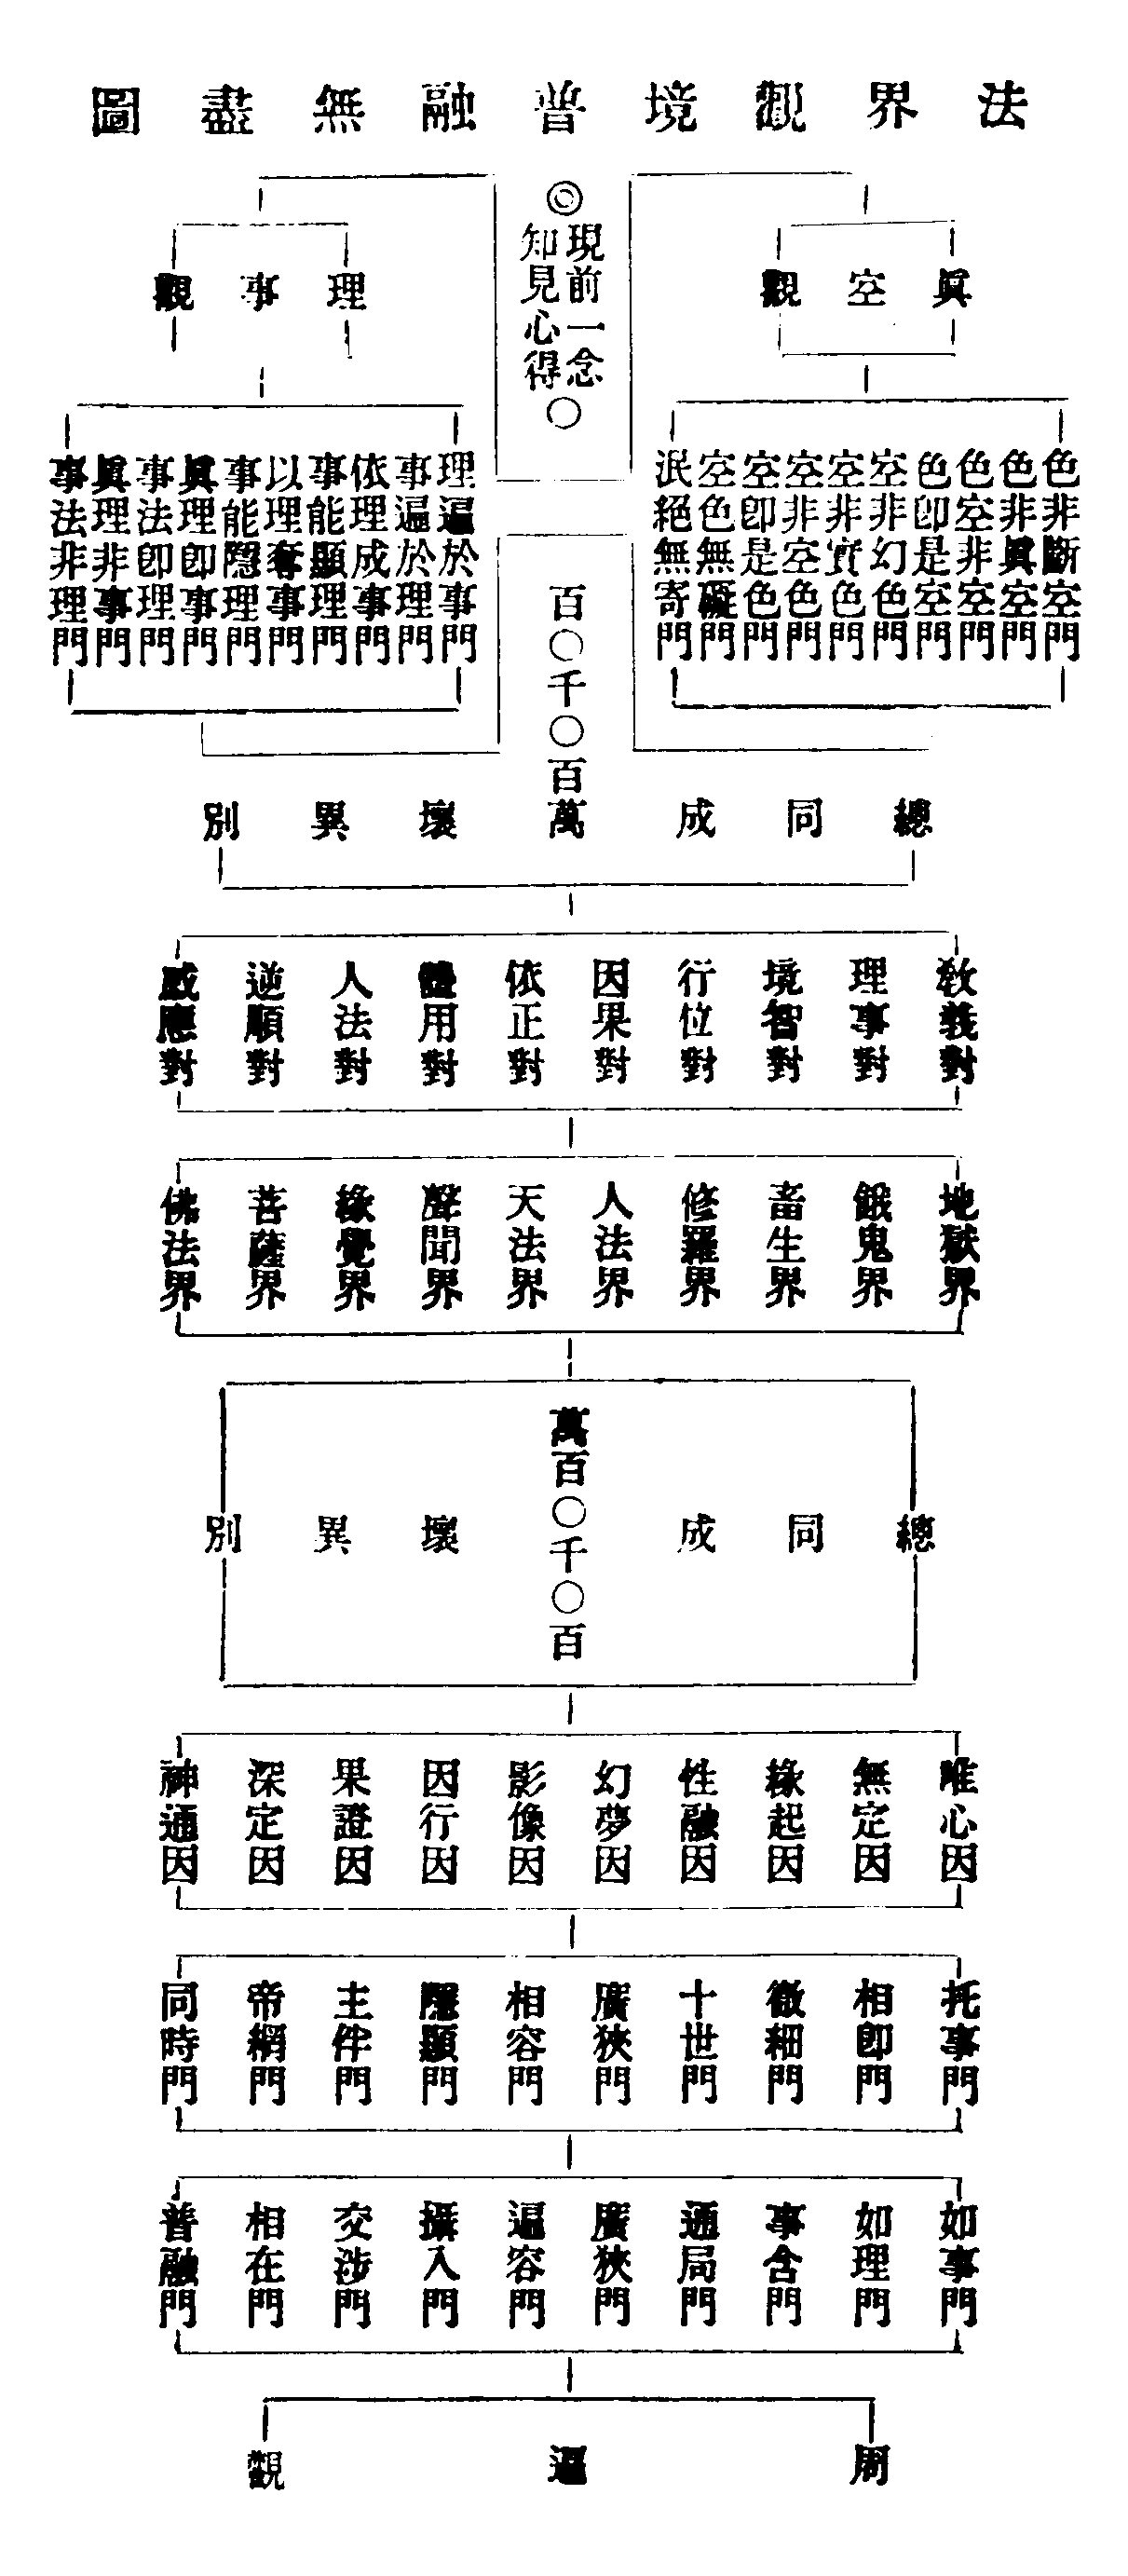 法界觀境普融無盡圖
◎
現前一念
知見心得
○
眞空觀
理事觀
色非斷空門
色非眞空門
色空非空門
色卽是空門
空非幻色門
空非實色門
空非空色門
空卽是色門
空色無礙門
泯絕無寄門
理遍於事門
事遍於理門
依理成事門
事能顯理門
以理奪事門
事能隱理門
眞理卽事門
事法卽理門
眞理非事門
事法非理門
百○千○百萬
總同成壞異別
敎義對
理事對
境智對
行位對
因果對
依正對
體用對
人法對
逆順對
感應對
地獄界
餓鬼界
畜生界
修羅界
人法界
天法界
聲聞界
緣覺界
菩薩界
佛法界
萬百○千○百
總同成壞異別
唯心因
無定因
緣起因
性融因
幻夢因
影像因
因行因
果證因
深定因
神通因
托事門
相卽門
微細門
十世門
廣狹門
相容門
隱顯門
主伴門
帝網門
同時門
如事門
如理門
事含門
通局門
廣狹門
遍容門
攝入門
交涉門
相在門
普融門
周遍觀